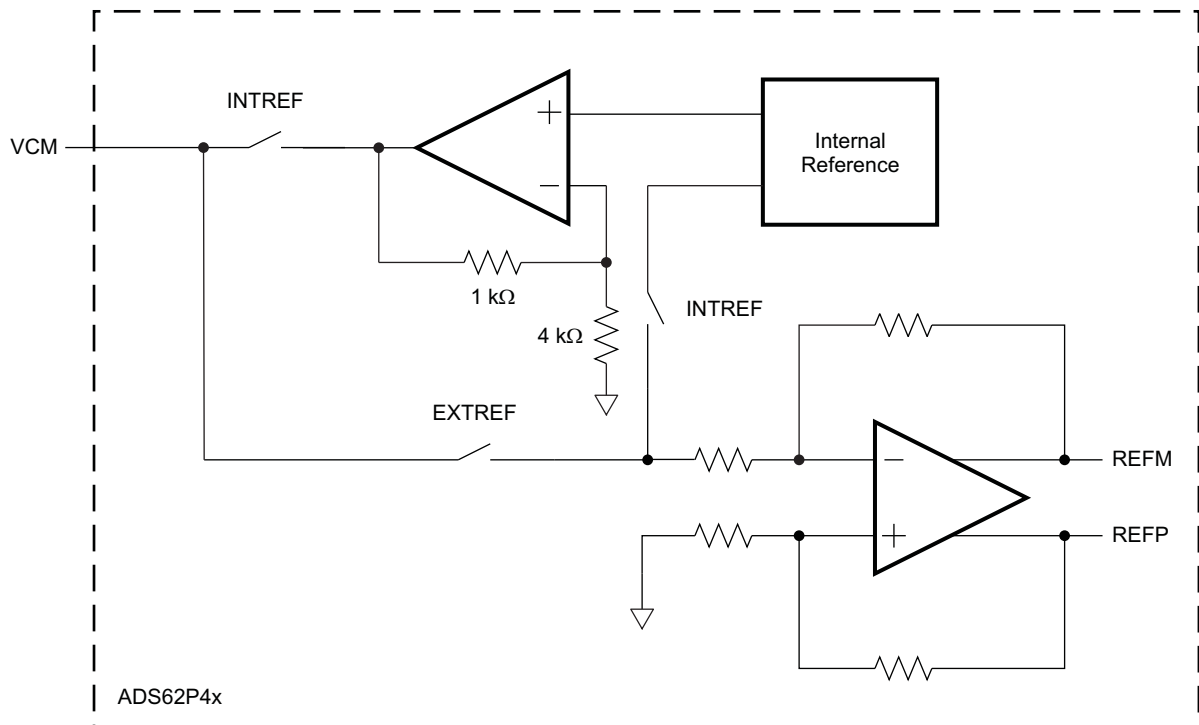 INTREF
VCM
+
−
Internal
Reference
1 kΩ
4 kΩ
INTREF
EXTREF
−
+
REFM
REFP
ADS62P4x